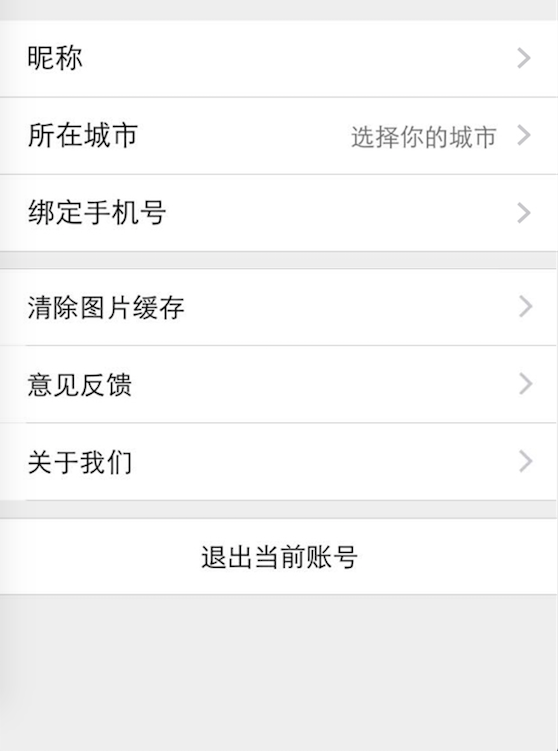 昵称
所在城市 选择你的城市
绑定手机号
清除图片缓存
意见反馈
关于我们
退出当前账号